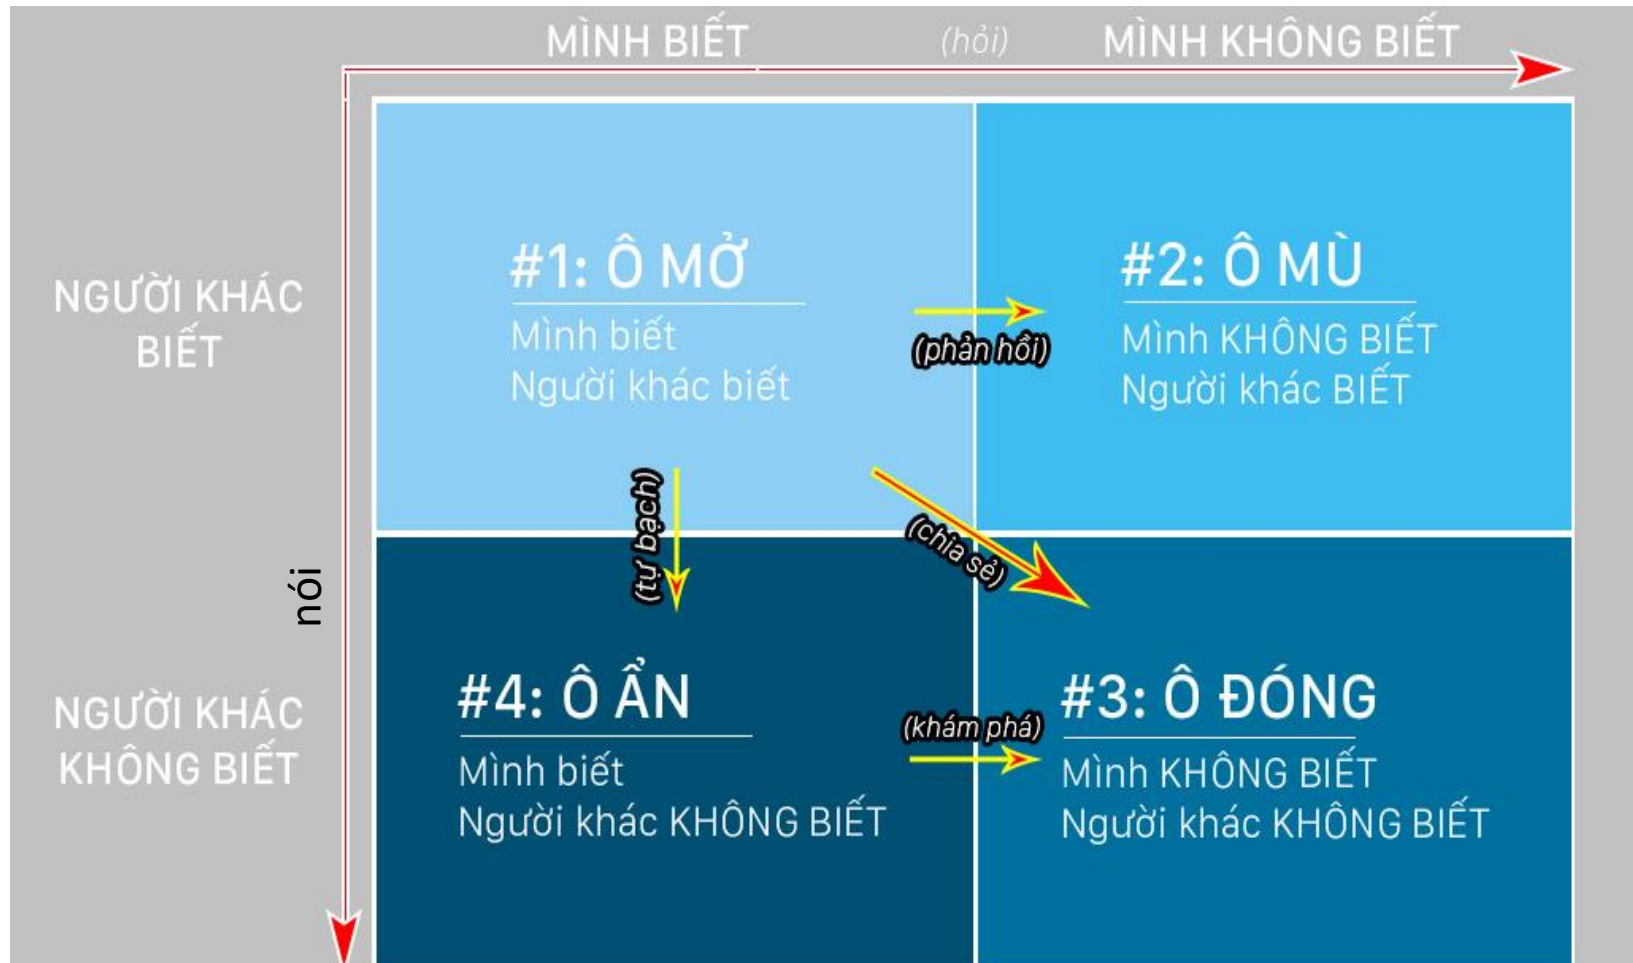 MÌNH BIẾT
(hỏi)
MÌNH KHÔNG BIẾT
NGƯỜI KHÁC
BIẾT
#1: Ô MỞ
Mình biết
Người khác biết
(phản hồi)
#2: Ô MÙ
Mình KHÔNG BIẾT
Người khác BIẾT
(tự bạch)
(chia sẻ)
nói
NGƯỜI KHÁC
KHÔNG BIẾT
#4: Ô ẨN
Mình biết
Người khác KHÔNG BIẾT
(khám phá)
#3: Ô ĐÓNG
Mình KHÔNG BIẾT
Người khác KHÔNG BIẾT